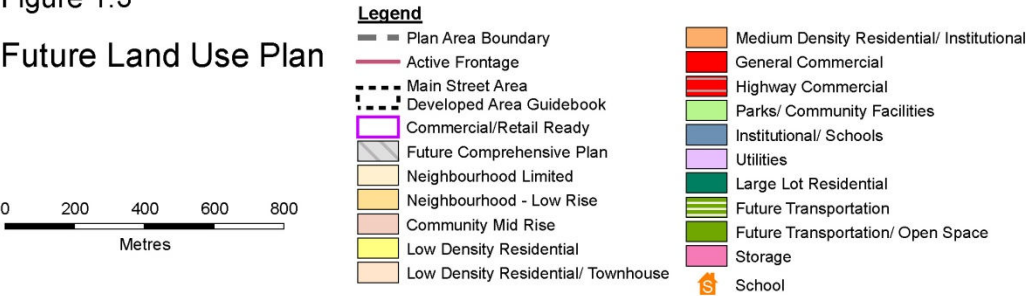 Future Land Use Plan
0 200 400 600 800
Metres
Legend
Plan Area Boundary
Active Frontage
Main Street Area
Developed Area Guidebook
Commercial/Retail Ready
Future Comprehensive Plan
Neighbourhood Limited
Neighbourhood - Low Rise
Community Mid Rise
Low Density Residential
Low Density Residential/ Townhouse
Medium Density Residential/ Institutional
General Commercial
Highway Commercial
Parks/ Community Facilities
Institutional/ Schools
Utilities
Large Lot Residential
Future Transportation
Future Transportation/ Open Space
Storage
S School